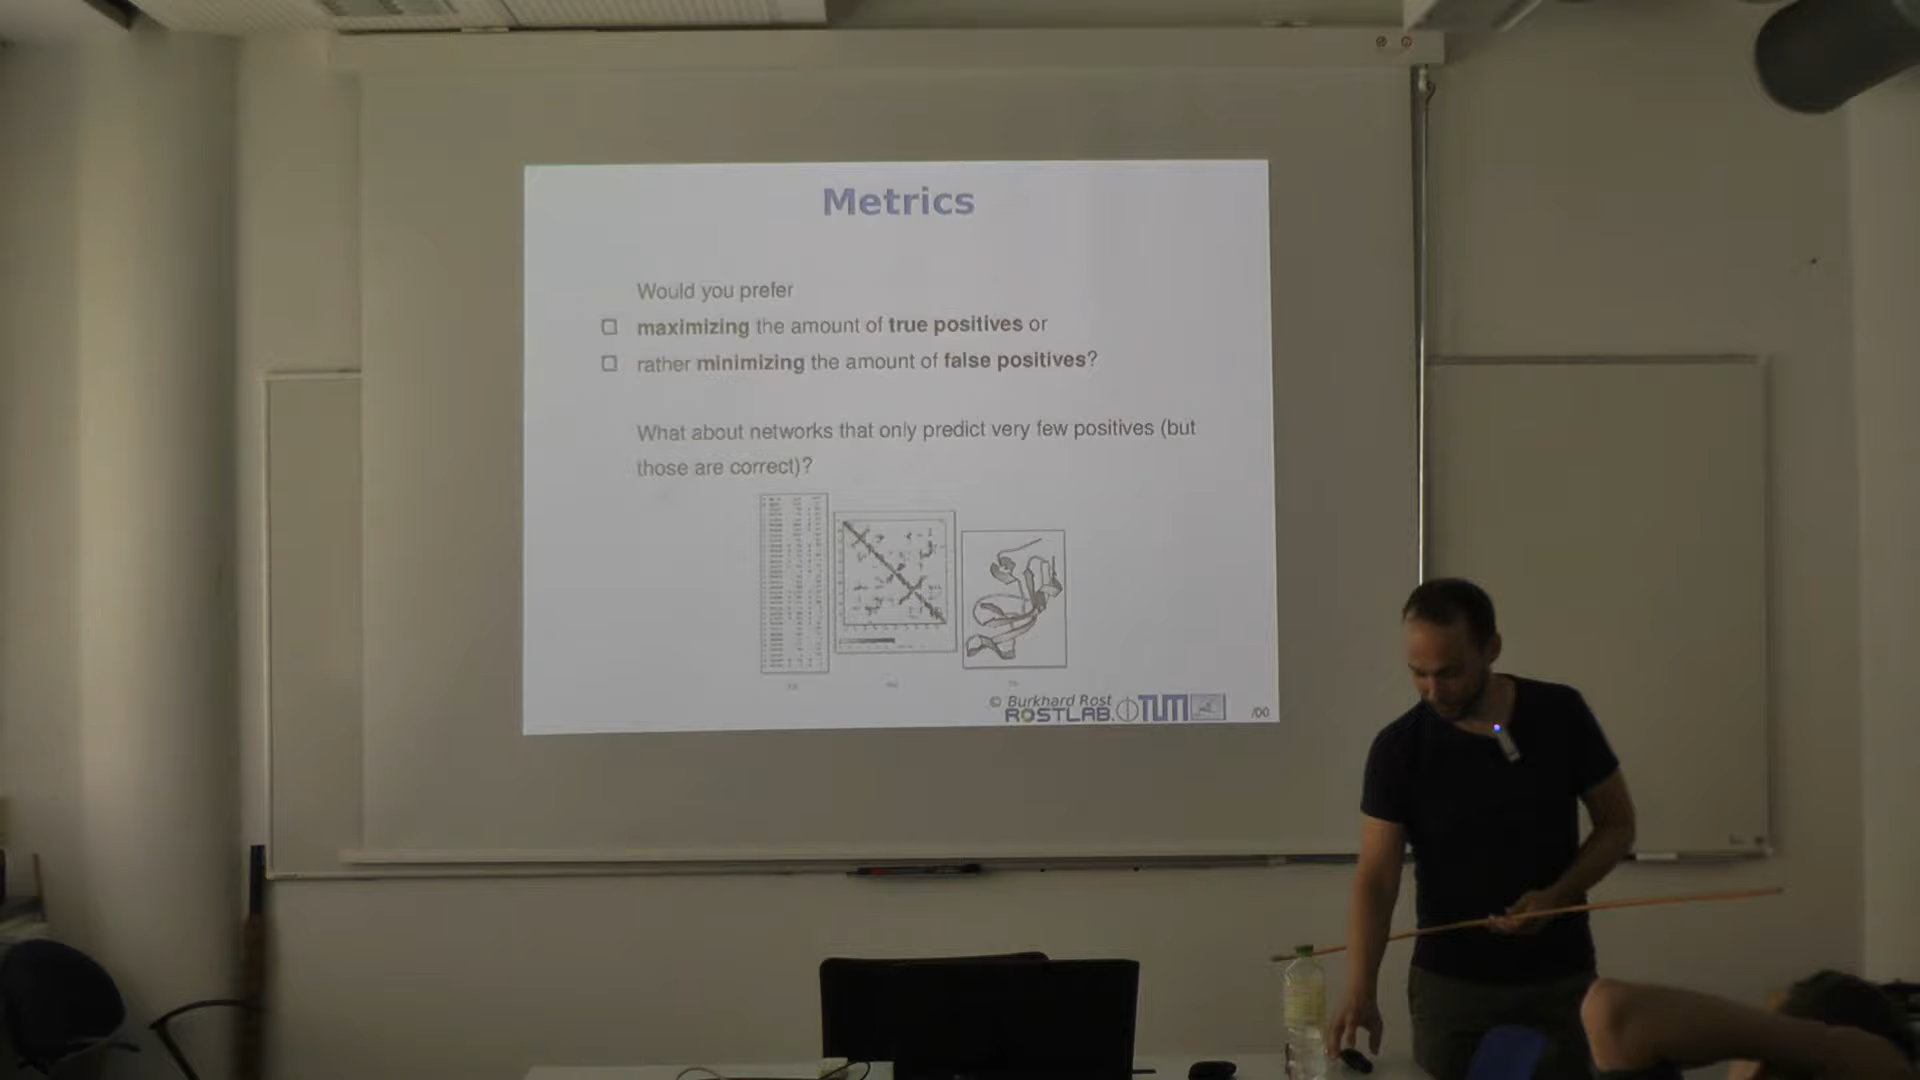 Metrics
Would you prefer
maximizing the amount of true positives or
rather minimizing the amount of false positives?
What about networks that only predict very few positives (but
those are correct)?
© Burkhard Rost
ROSTLAB. TUM
/00